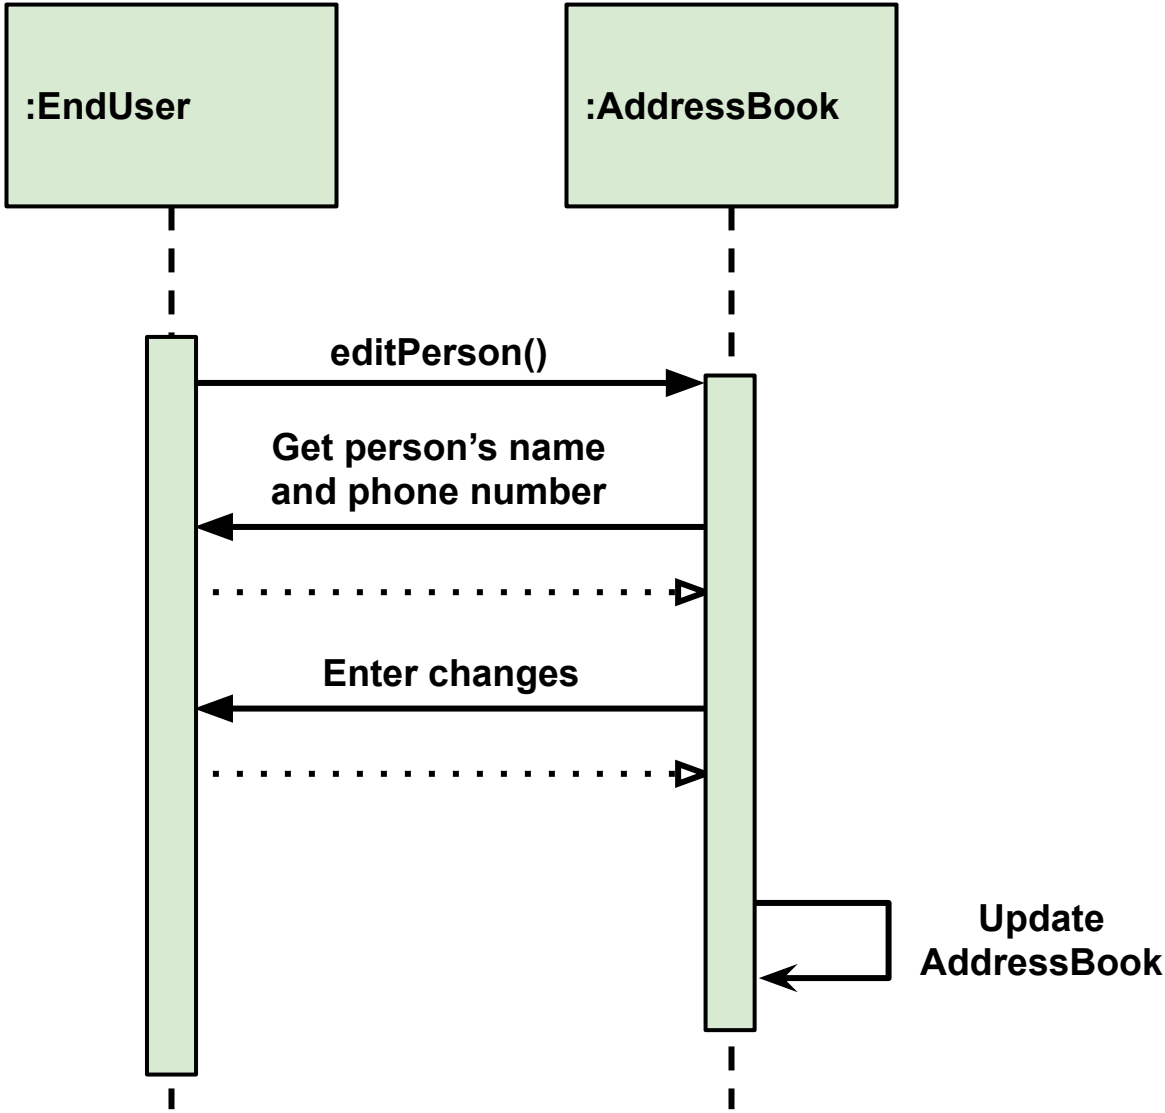 :EndUser
:AddressBook
editPerson()
Get person’s name
and phone number
Enter changes
Update
AddressBook